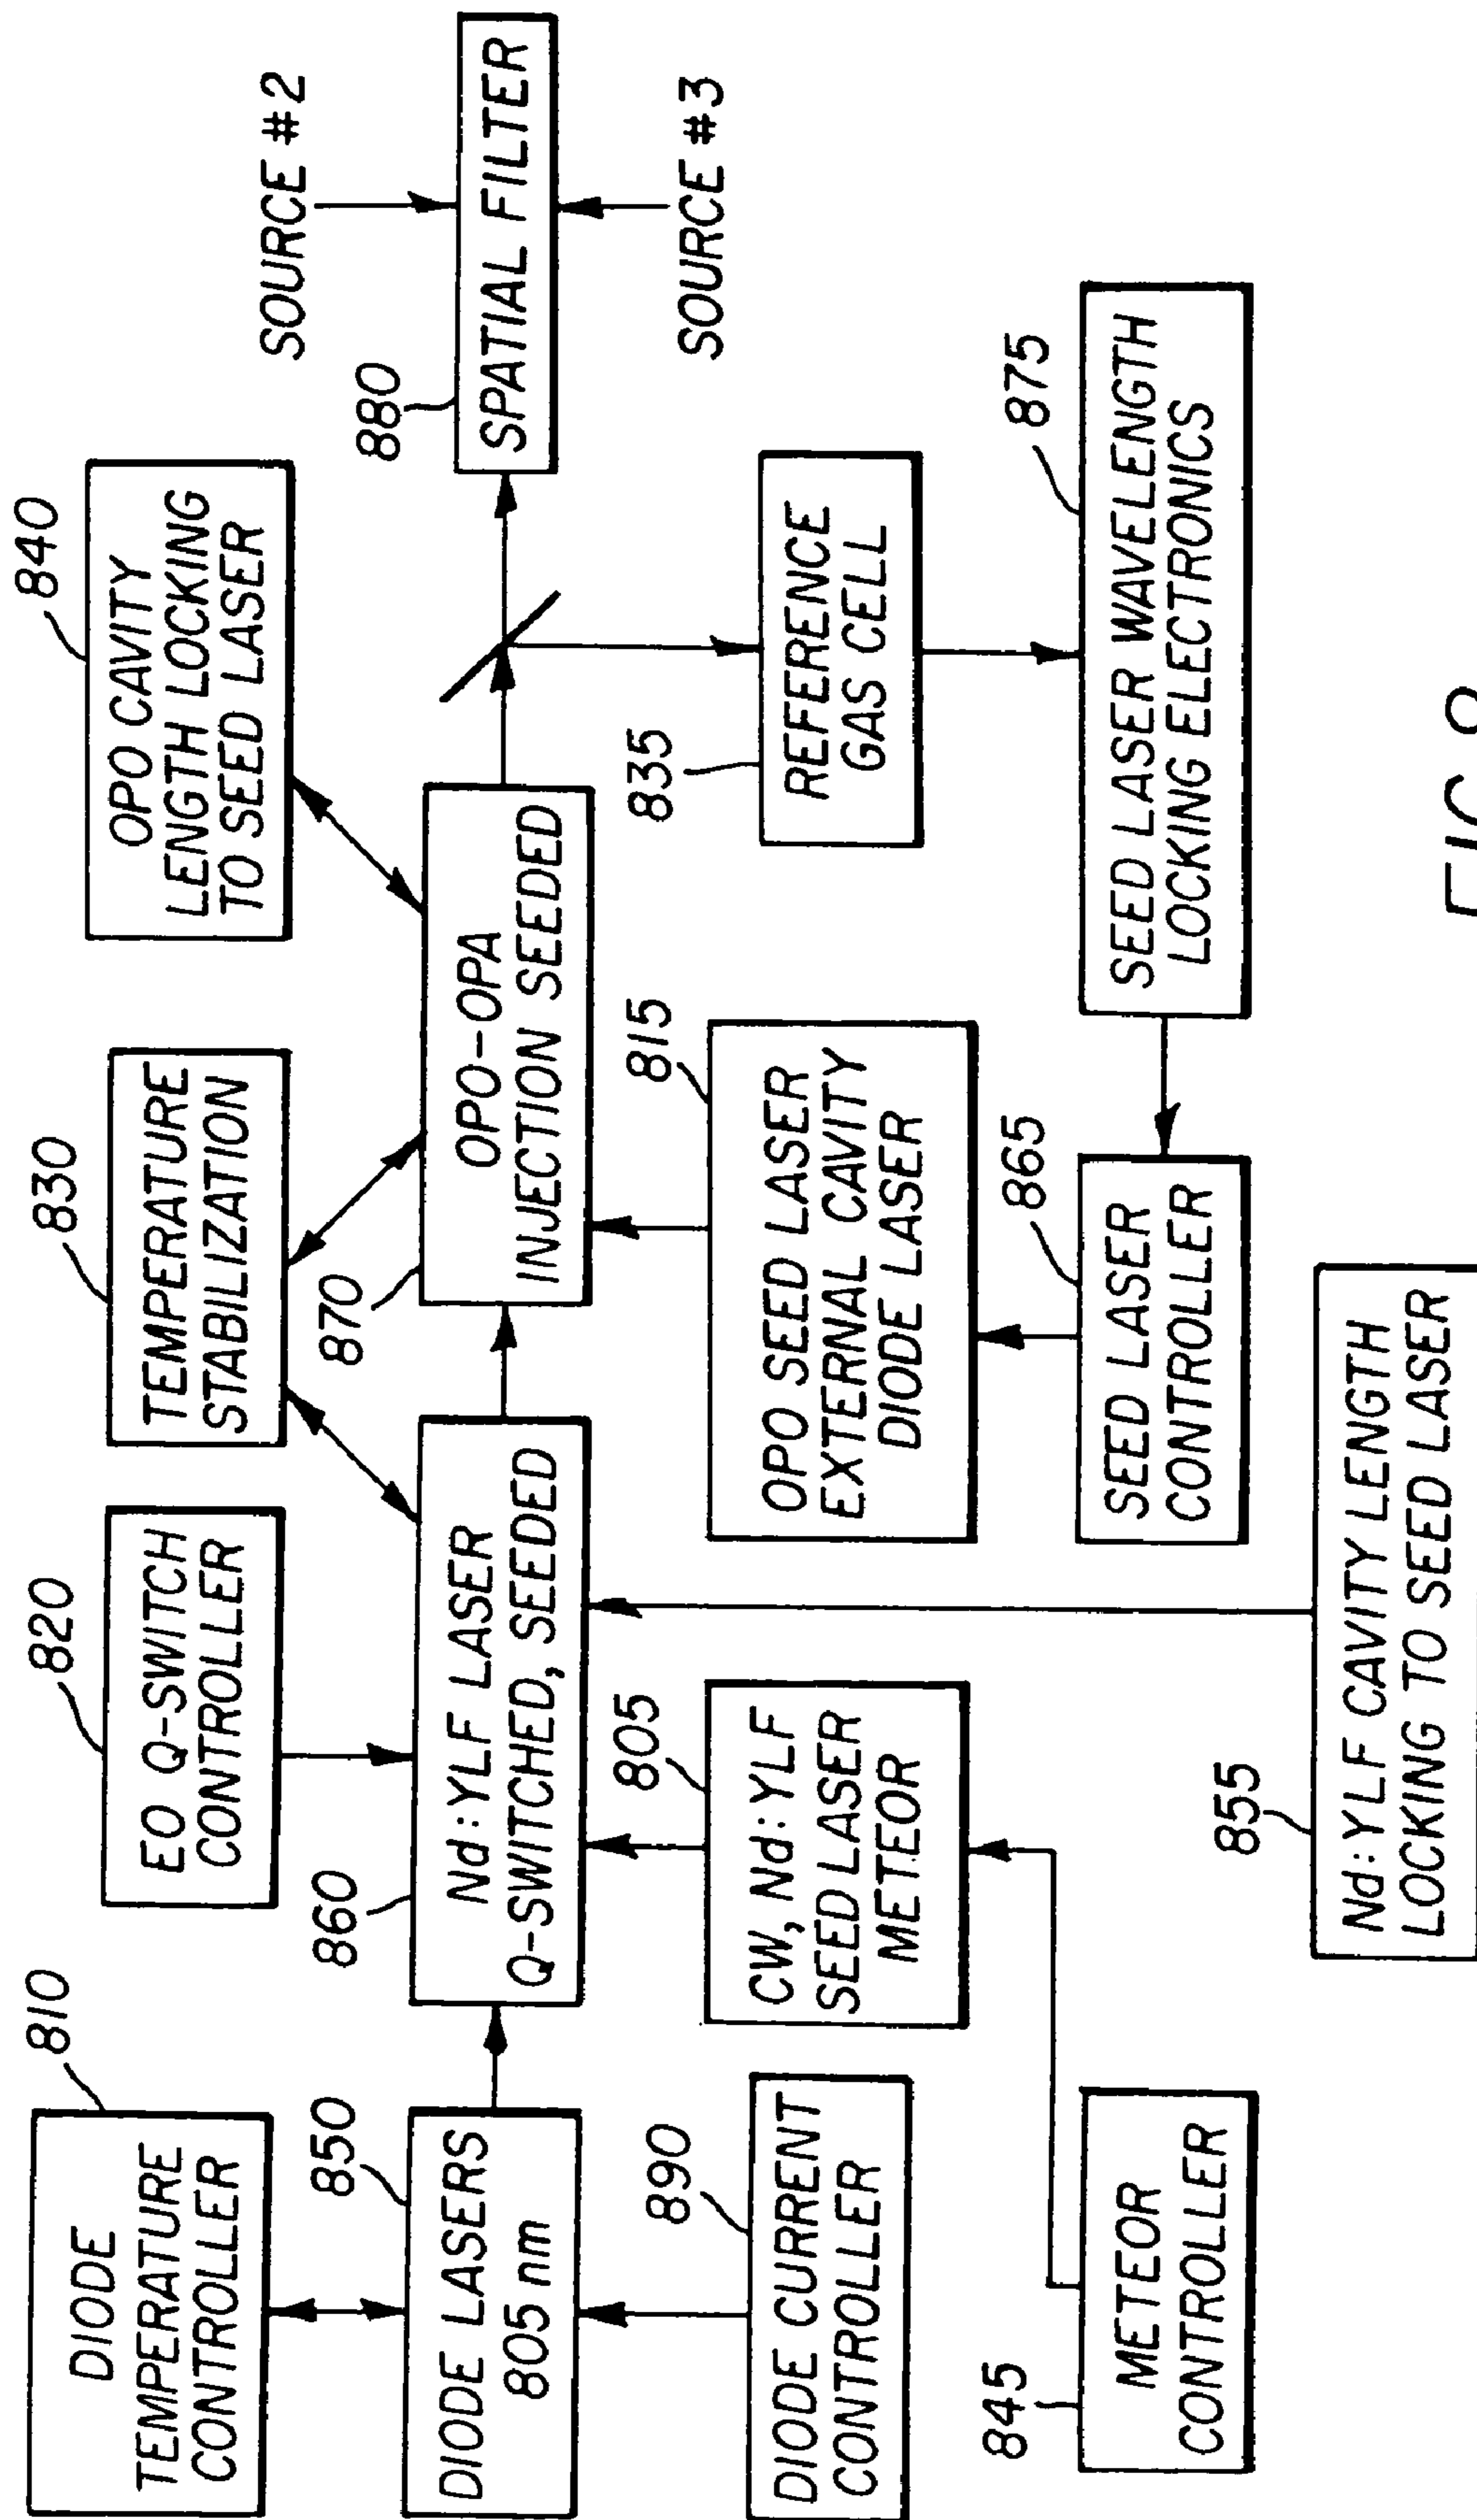 810
DIODE
TEMPERATURE
CONTROLLER
820
EO Q-SWITCH
CONTROLLER
830
TEMPERATURE
STABILIZATION
840
OPO CAVITY
LENGTH LOCKING
TO SEED LASER
850
DIODE LASERS
805 nm
860
Nd:YLF LASER
Q-SWITCHED, SEEDED
870
OPO-OPA
INJECTION SEEDED
880
SPATIAL FILTER
SOURCE #2
SOURCE #3
890
DIODE CURRENT
CONTROLLER
805
CW, Nd:YLF
SEED LASER
METEOR
815
OPO SEED LASER
EXTERNAL CAVITY
DIODE LASER
835
REFERENCE
GAS CELL
845
METEOR
CONTROLLER
865
SEED LASER
CONTROLLER
875
SEED LASER WAVELENGTH
LOCKING ELECTRONICS
855
Nd:YLF CAVITY LENGTH
LOCKING TO SEED LASER